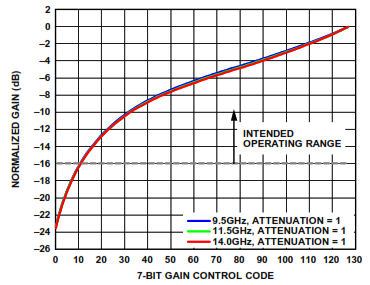 2
0
–2
–4
–6
–8
–10
–12
–14
–16
–18
–20
–22
–24
–26
NORMALIZED GAIN (dB)
INTENDED
OPERATING RANGE
9.5GHz, ATTENUATION = 1
11.5GHz, ATTENUATION = 1
14.0GHz, ATTENUATION = 1
0 10 20 30 40 50 60 70 80 90 100 110 120 130
7-BIT GAIN CONTROL CODE